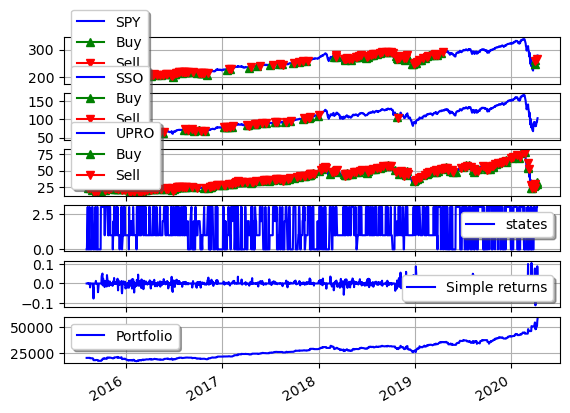 SPY
Buy
Sell
300
200
SSO
Buy
Sell
150
100
50
UPRO
Buy
Sell
75
50
25
2.5
0.0
states
0.1
0.0
−0.1
Simple returns
50000
25000
Portfolio
2016
2017
2018
2019
2020